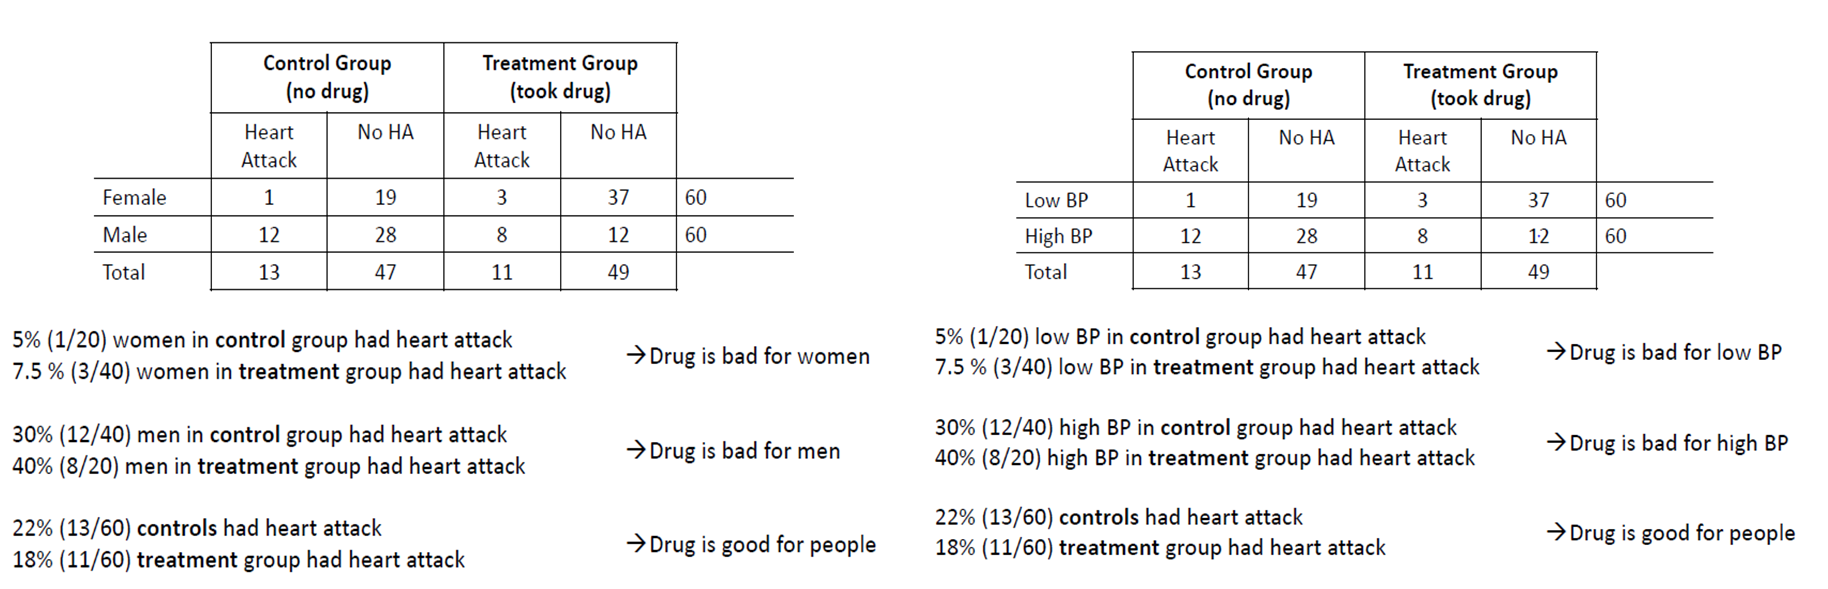 Control Group Treatment Group
(no drug) (took drug)
Heart Attack No HA Heart Attack No HA
Female 1 19 3 37 60
Male 12 28 8 12 60
Total 13 47 11 49
5% (1/20) women in control group had heart attack
7.5 % (3/40) women in treatment group had heart attack
→Drug is bad for women
30% (12/40) men in control group had heart attack
40% (8/20) men in treatment group had heart attack
→Drug is bad for men
22% (13/60) controls had heart attack
18% (11/60) treatment group had heart attack
→Drug is good for people
Control Group Treatment Group
(no drug) (took drug)
Heart Attack No HA Heart Attack No HA
Low BP 1 19 3 37 60
High BP 12 28 8 12 60
Total 13 47 11 49
5% (1/20) low BP in control group had heart attack
7.5 % (3/40) low BP in treatment group had heart attack
→Drug is bad for low BP
30% (12/40) high BP in control group had heart attack
40% (8/20) high BP in treatment group had heart attack
→Drug is bad for high BP
22% (13/60) controls had heart attack
18% (11/60) treatment group had heart attack
→Drug is good for people